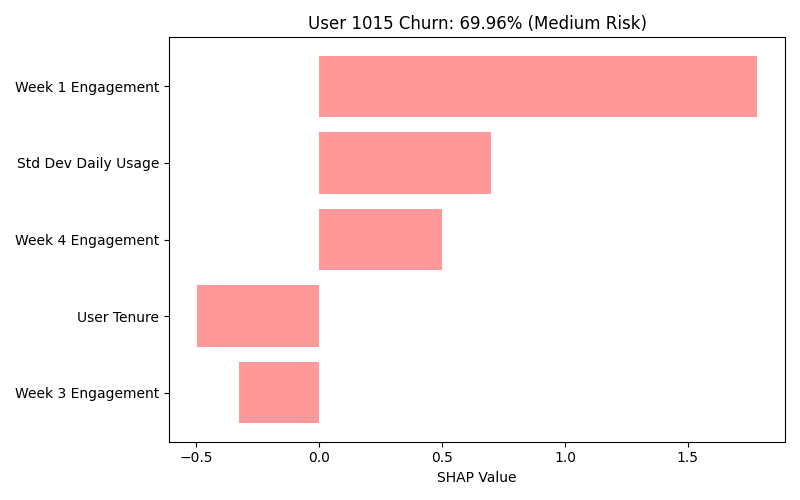 User 1015 Churn: 69.96% (Medium Risk)
Week 1 Engagement
Std Dev Daily Usage
Week 4 Engagement
User Tenure
Week 3 Engagement
−0.5 0.0 0.5 1.0 1.5
SHAP Value